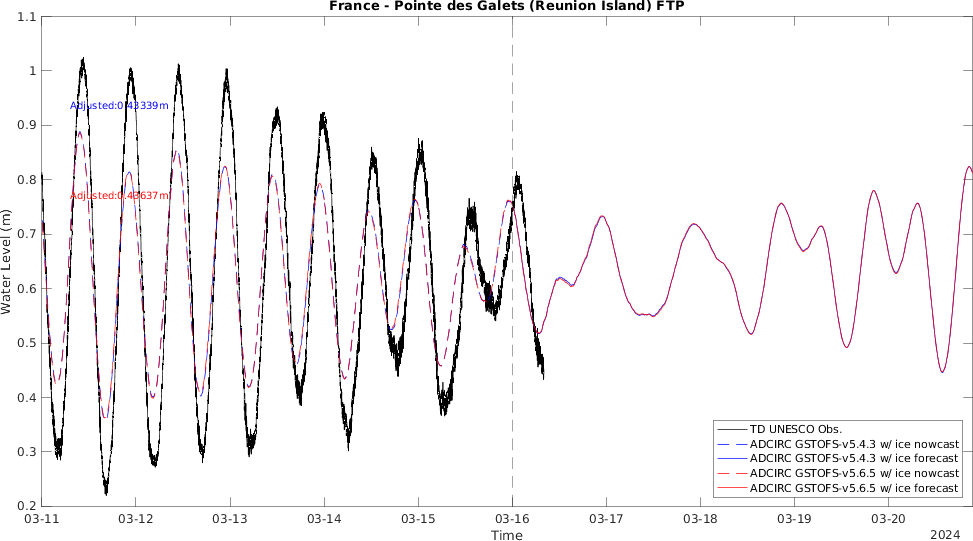 France - Pointe des Galets (Reunion Island) FTP
1.1
1
0.9
0.8
0.7
0.6
0.5
0.4
0.3
0.2
Water Level (m)
Adjusted:0.43339m
Adjusted:0.43637m
TD UNESCO Obs.
ADCIRC GSTOFS-v5.4.3 w/ ice nowcast
ADCIRC GSTOFS-v5.4.3 w/ ice forecast
ADCIRC GSTOFS-v5.6.5 w/ ice nowcast
ADCIRC GSTOFS-v5.6.5 w/ ice forecast
03-11 03-12 03-13 03-14 03-15 03-16 03-17 03-18 03-19 03-20
Time
2024